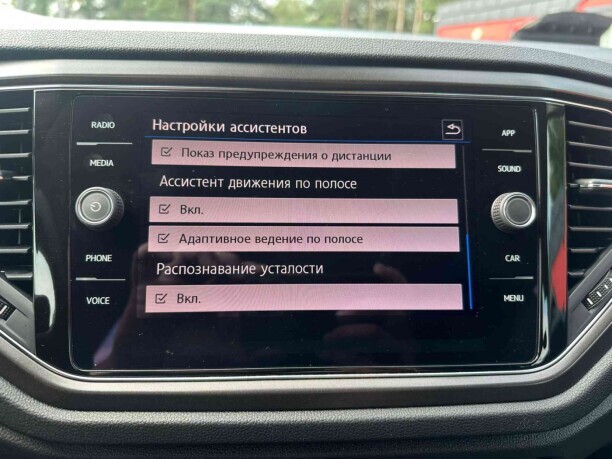 RADIO
MEDIA
PHONE
VOICE
Настройки ассистентов
Показ предупреждения о дистанции
Ассистент движения по полосе
Вкл.
Адаптивное ведение по полосе
Распознавание усталости
Вкл.
APP
SOUND
CAR
MENU